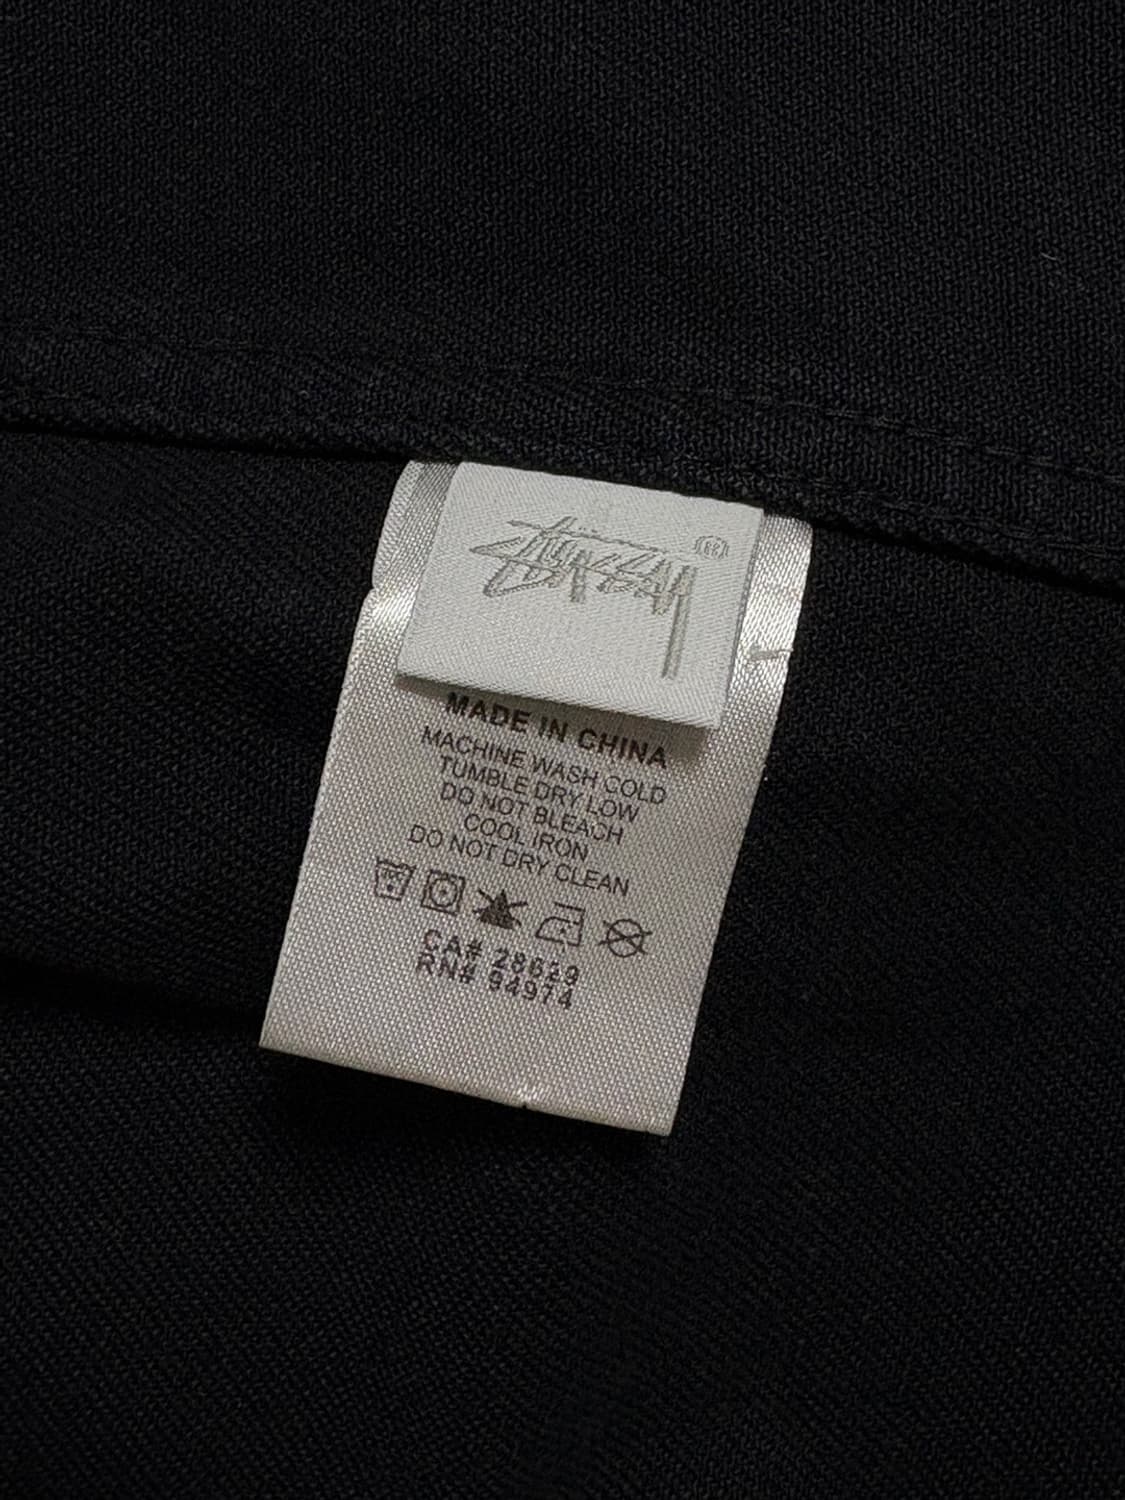 Stüssy ®
MADE IN CHINA
MACHINE WASH COLD
TUMBLE DRY LOW
DO NOT BLEACH
COOL IRON
DO NOT DRY CLEAN
CA# 28629
RN# 94974